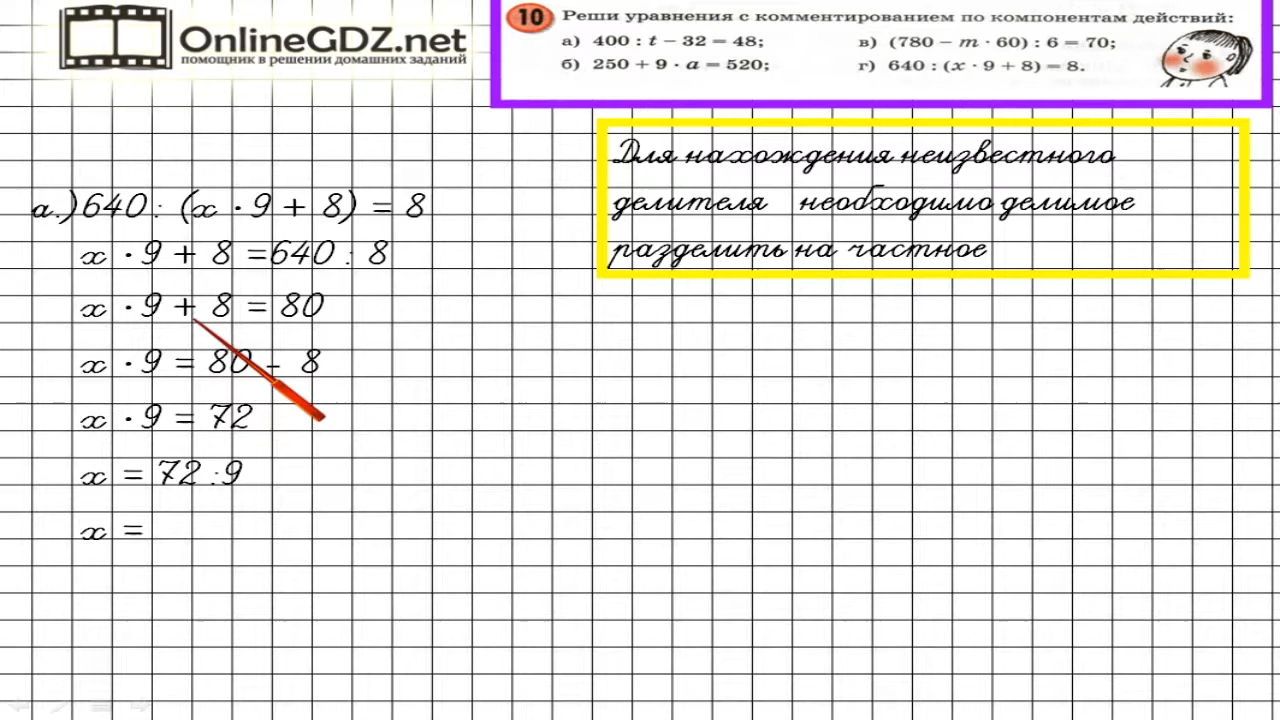 OnlineGDZ.net
помощник в решении домашних заданий
10 Реши уравнения с комментированием по компонентам действий:
а) 400 : t − 32 = 48;
б) 250 + 9 · a = 520;
в) (780 − m · 60) : 6 = 70;
г) 640 : (x · 9 + 8) = 8.
Для нахождения неизвестного
делителя необходимо делимое
разделить на частное
а.) 640 : (x · 9 + 8) = 8
x · 9 + 8 =640 : 8
x · 9 + 8 = 80
x · 9 = 80 - 8
x · 9 = 72
x = 72 :9
x =